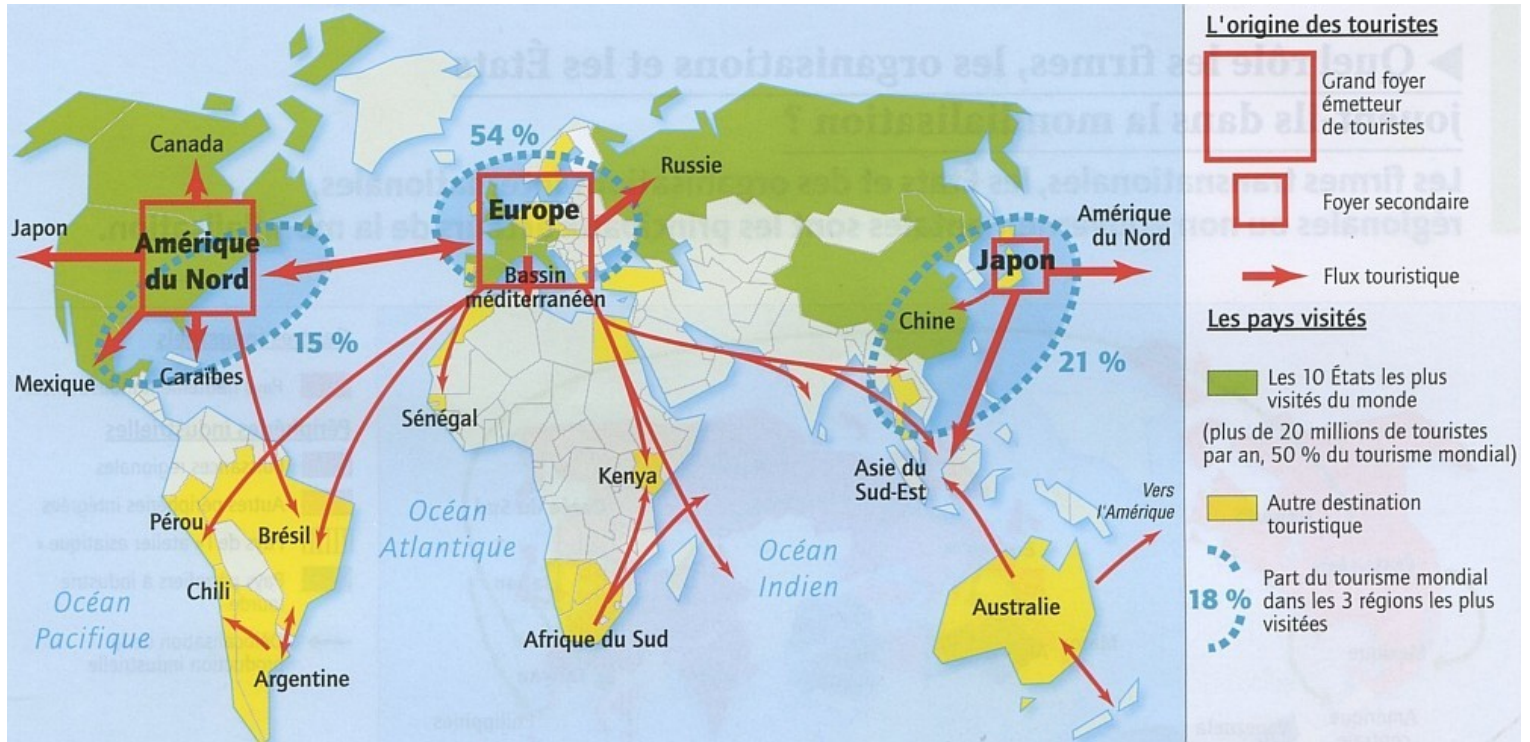 Canada
Japon
Amérique
du Nord
Mexique
Caraïbes
15 %
54 %
Europe
Bassin
méditerranéen
Russie
Sénégal
Kenya
Pérou
Brésil
Chili
Argentine
Océan
Pacifique
Océan
Atlantique
Afrique du Sud
Océan
Indien
Chine
Japon
Amérique
du Nord
21 %
Asie du
Sud-Est
Vers
l'Amérique
Australie
L'origine des touristes
Grand foyer
émetteur
de touristes
Foyer secondaire
Flux touristique
Les pays visités
Les 10 États les plus
visités du monde
(plus de 20 millions de touristes
par an, 50 % du tourisme mondial)
Autre destination
touristique
18 %
Part du tourisme mondial
dans les 3 régions les plus
visitées